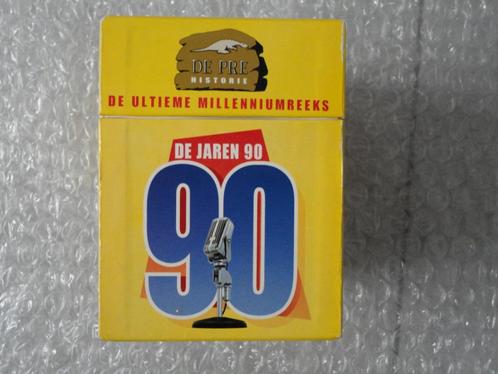 DE PRE
HISTORIE
DE ULTIEME MILLENNIUMREEKS
DE JAREN 90
90